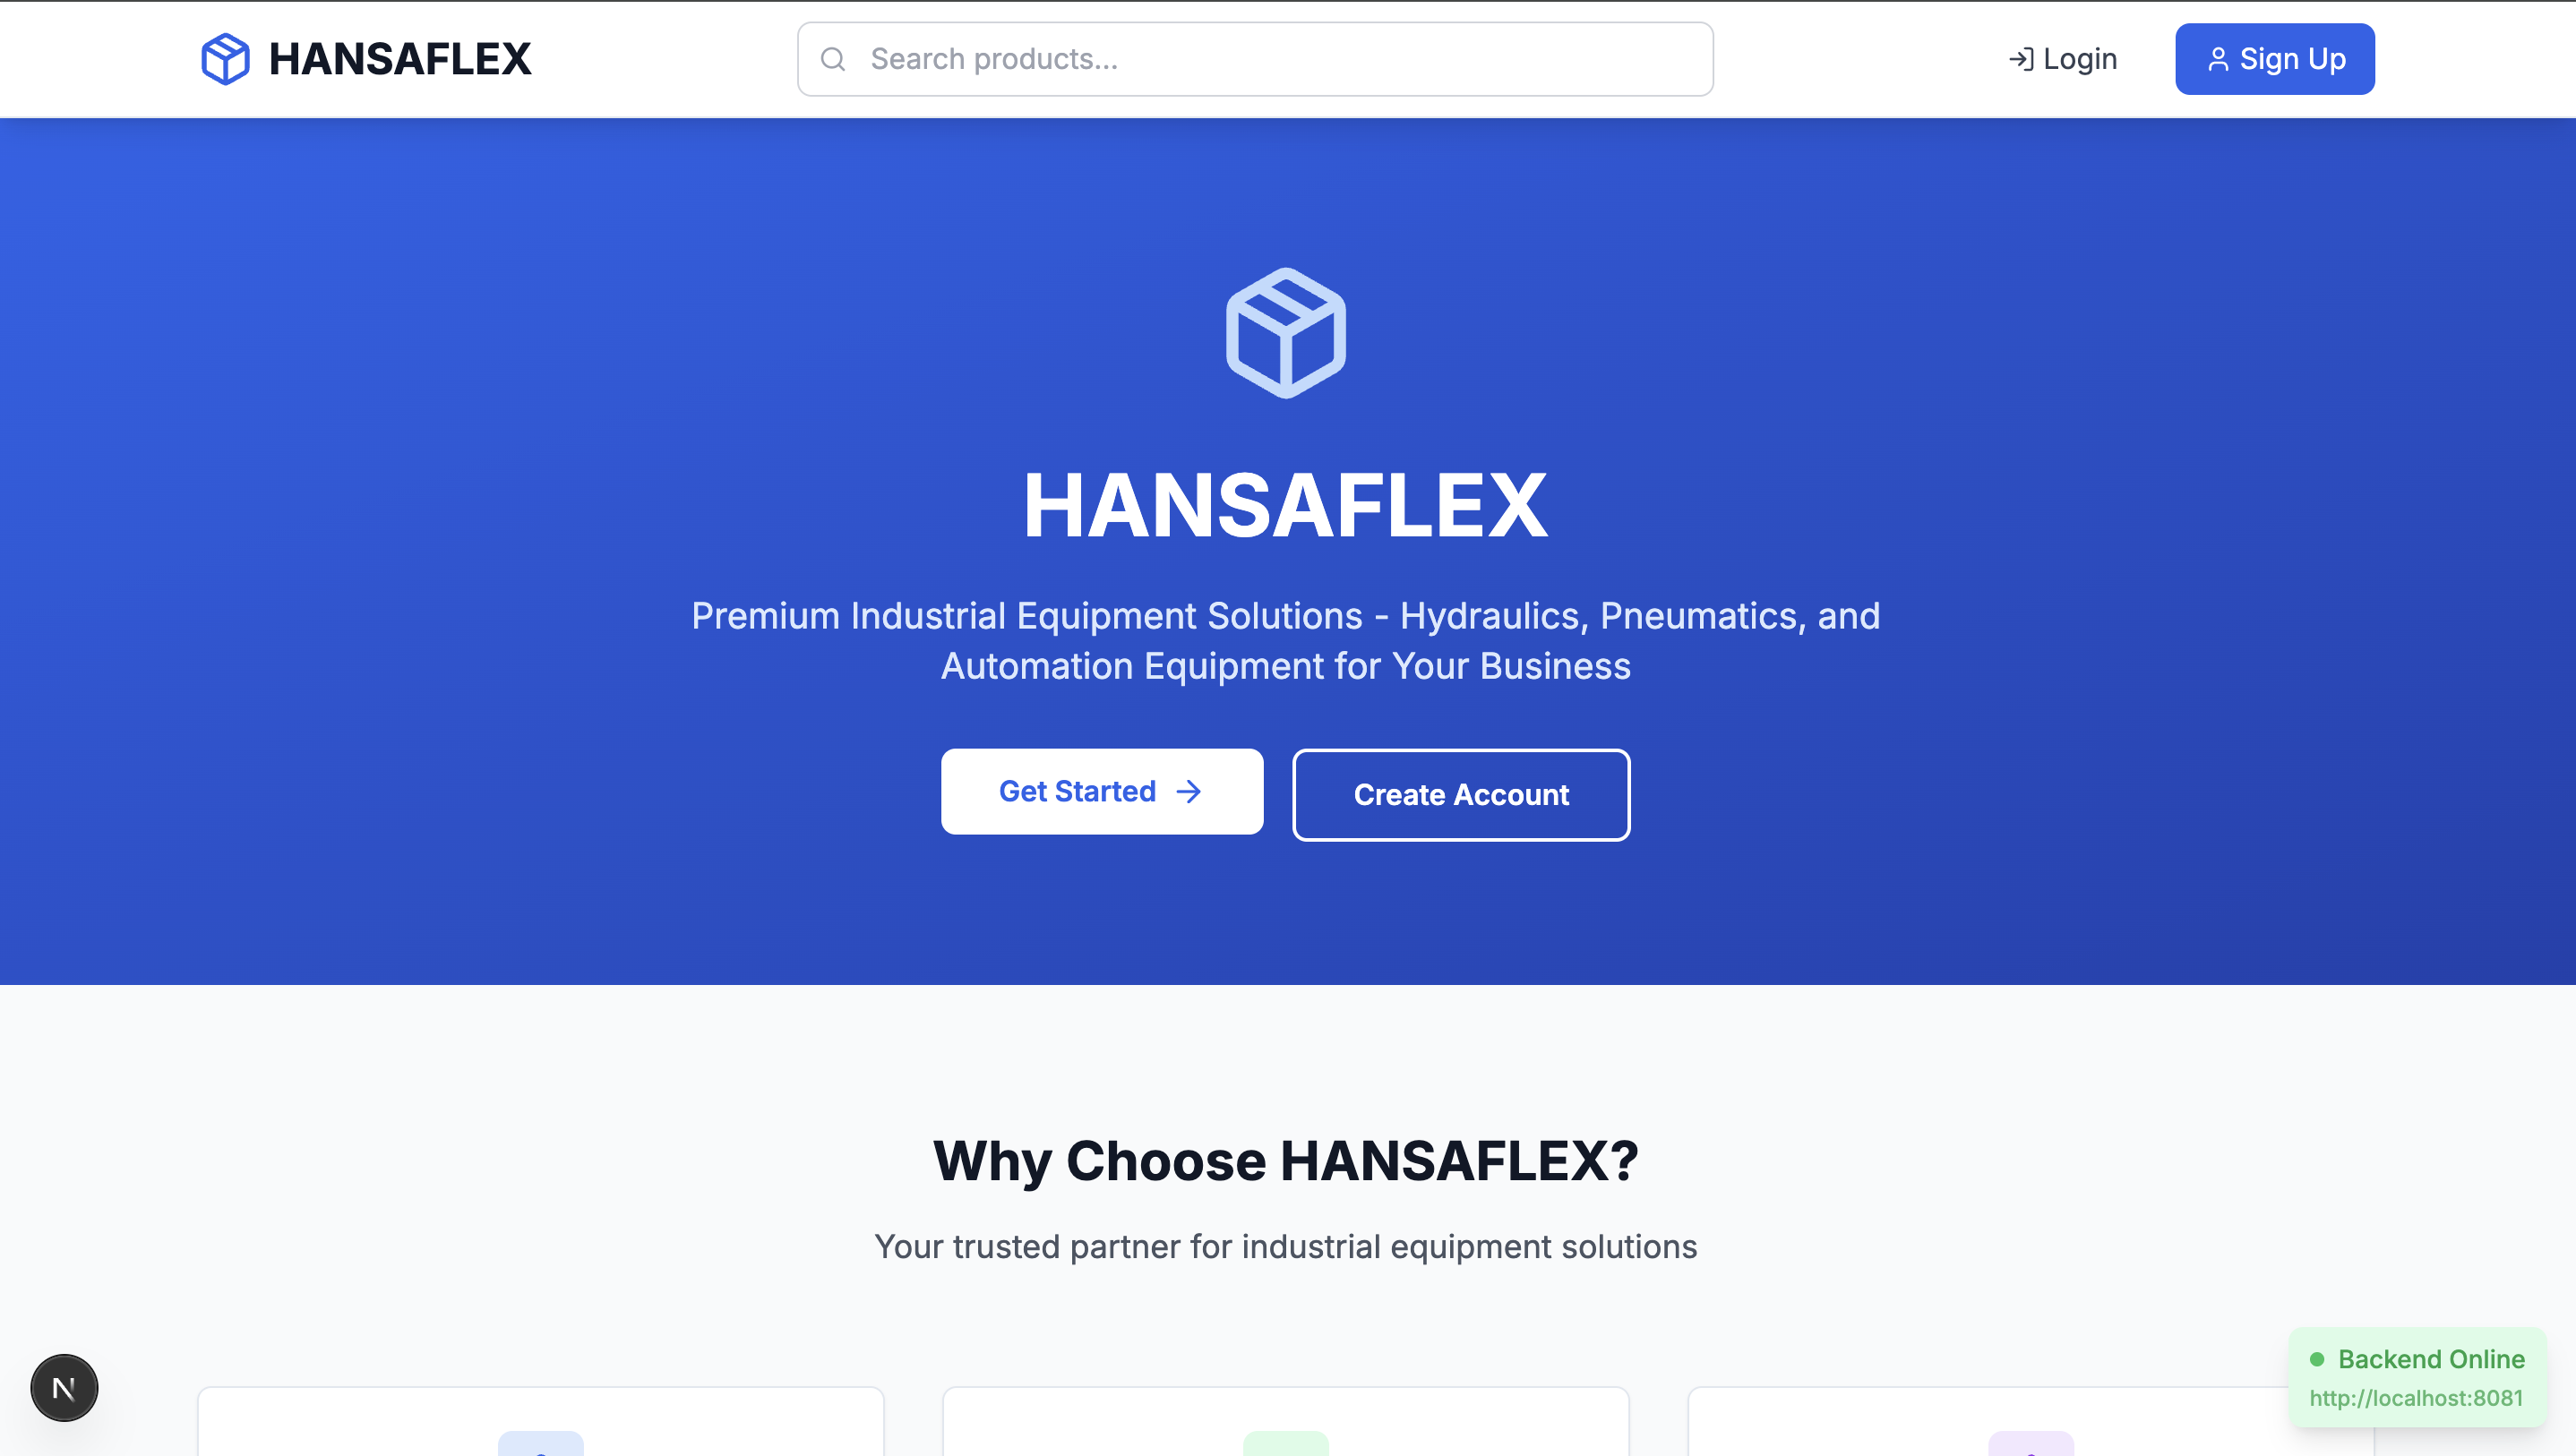 HANSAFLEX
Search products...
Login
Sign Up
HANSAFLEX
Premium Industrial Equipment Solutions - Hydraulics, Pneumatics, and
Automation Equipment for Your Business
Get Started
Create Account
Why Choose HANSAFLEX?
Your trusted partner for industrial equipment solutions
N
Backend Online
http://localhost:8081